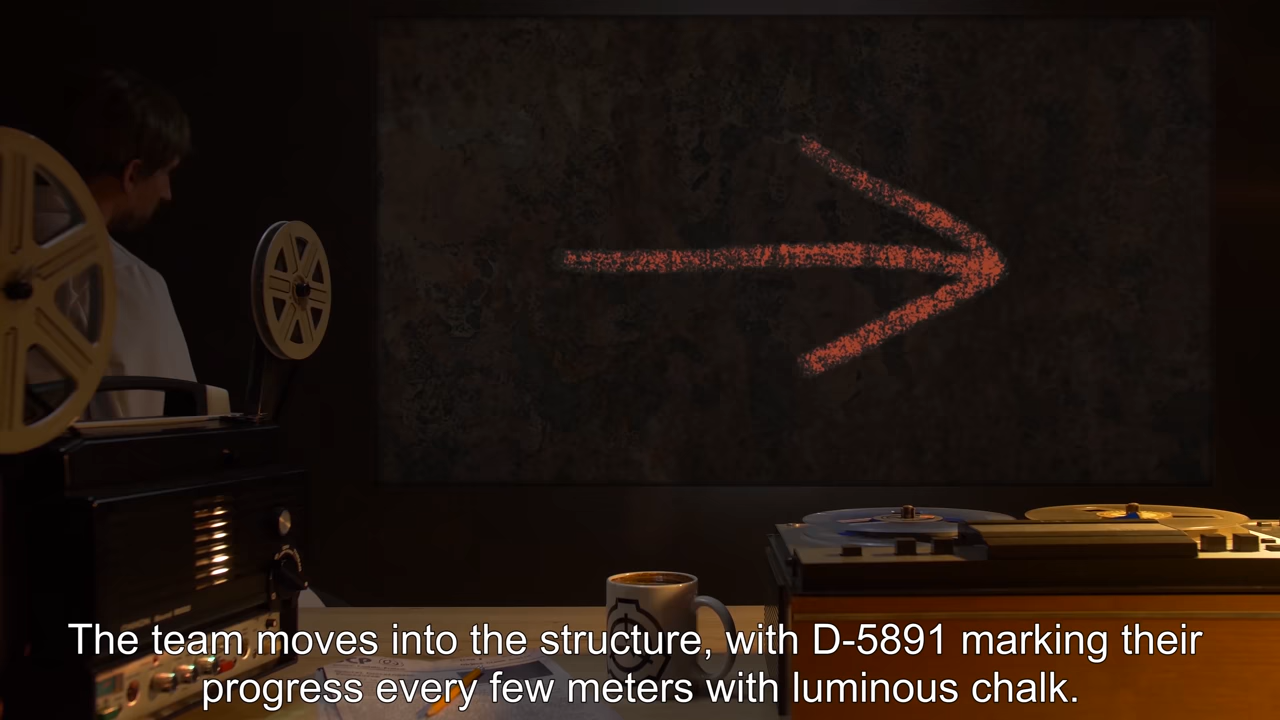 The team moves into the structure, with D-5891 marking their
progress every few meters with luminous chalk.